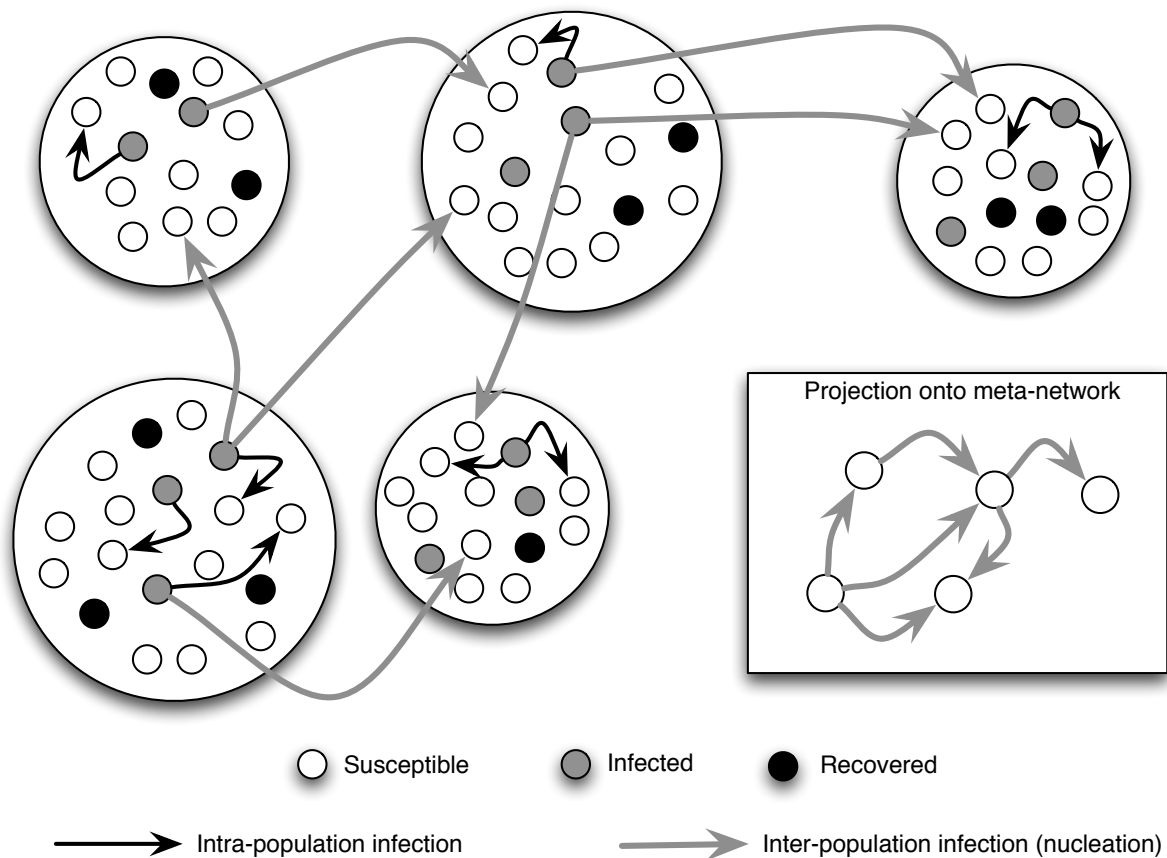 Projection onto meta-network
Susceptible
Infected
Recovered
Intra-population infection
Inter-population infection (nucleation)